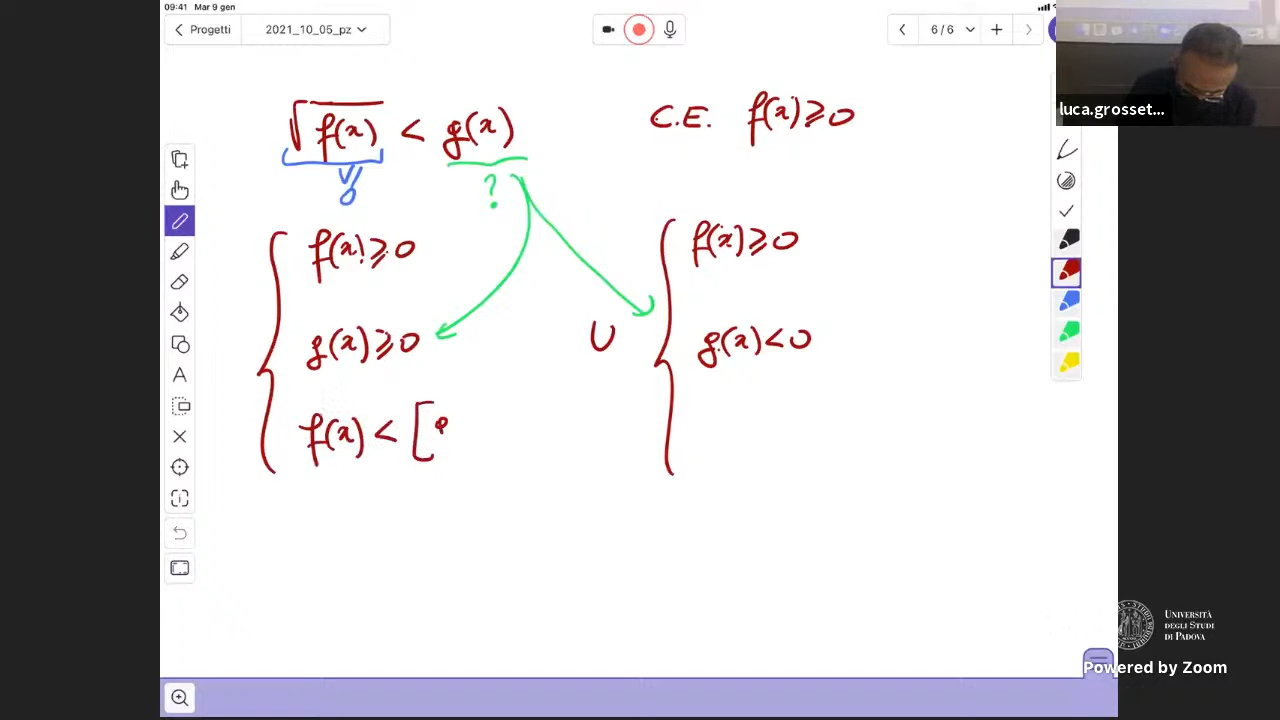 09:41 Mar 9 gen
Progetti
2021_10_05_pz
6/6
luca.grosset...
√f(x) < g(x)
C.E. f(x) ⩾ 0
0
?
f(x) ⩾ 0
f(x) ⩾ 0
g(x) ⩾ 0
U
g(x) < 0
f(x) < [
A
UNIVERSITÀ
DEGLI STUDI
DI PADOVA
Powered by Zoom